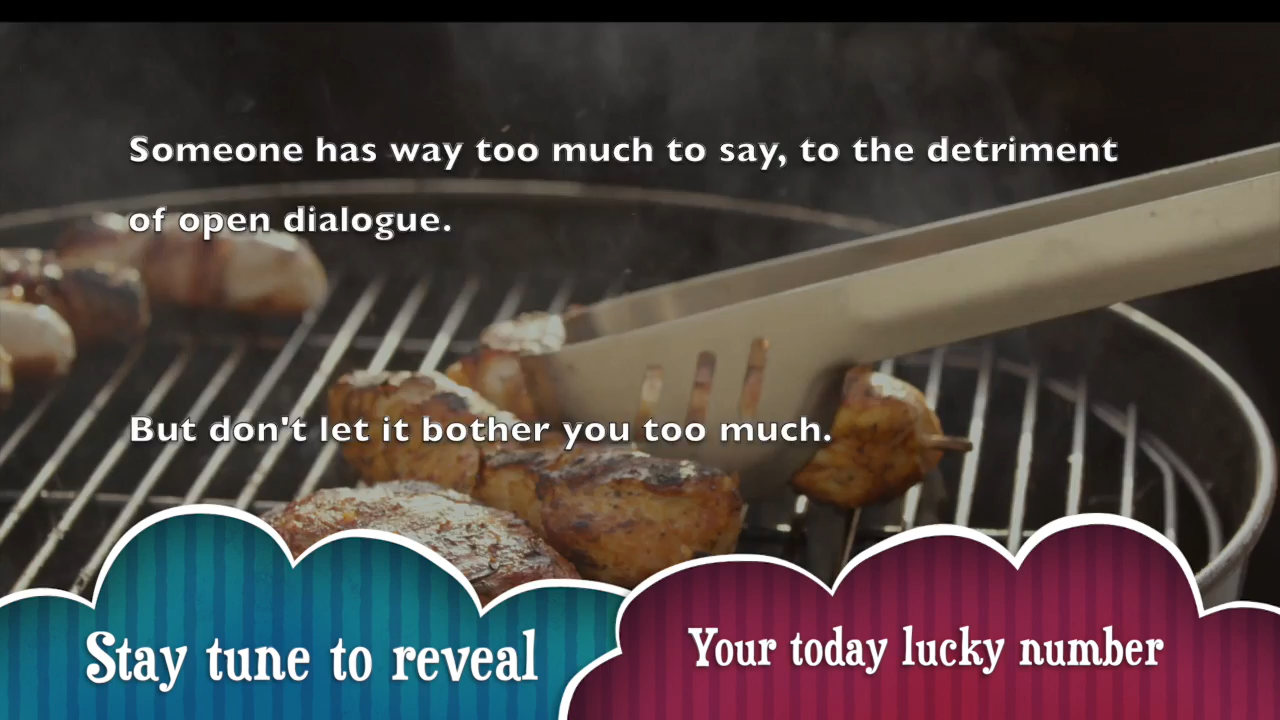 Someone has way too much to say, to the detriment
of open dialogue.
But don't let it bother you too much.
Stay tune to reveal
Your today lucky number